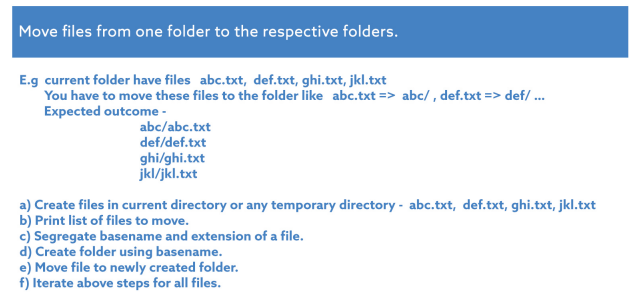 Move files from one folder to the respective folders.
E.g current folder have files abc.txt, def.txt, ghi.txt, jkl.txt
You have to move these files to the folder like abc.txt => abc/ , def.txt => def/ ...
Expected outcome -
abc/abc.txt
def/def.txt
ghi/ghi.txt
jkl/jkl.txt
a) Create files in current directory or any temporary directory - abc.txt, def.txt, ghi.txt, jkl.txt
b) Print list of files to move.
c) Segregate basename and extension of a file.
d) Create folder using basename.
e) Move file to newly created folder.
f) Iterate above steps for all files.